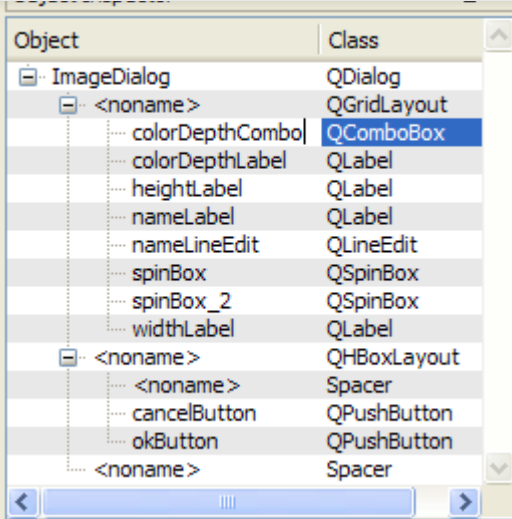 Object Class
ImageDialog QDialog
<noname> QGridLayout
colorDepthCombo QComboBox
colorDepthLabel QLabel
heightLabel QLabel
nameLabel QLabel
nameLineEdit QLineEdit
spinBox QSpinBox
spinBox_2 QSpinBox
widthLabel QLabel
<noname> QHBoxLayout
<noname> Spacer
cancelButton QPushButton
okButton QPushButton
<noname> Spacer